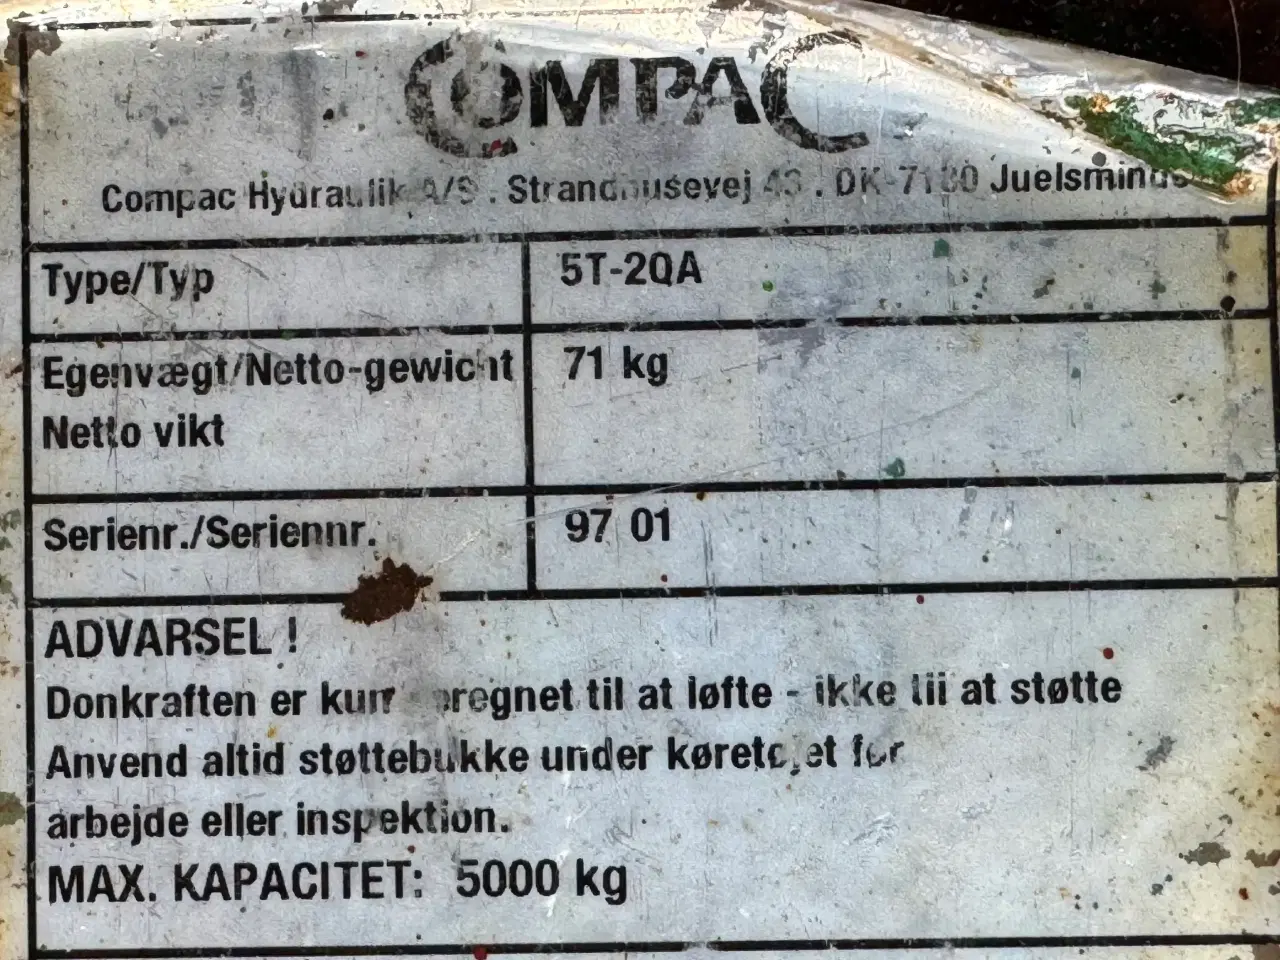 COMPAC
Compac Hydraulik A/S . Strandhusevej 43 . DK-7130 Juelsminde
Type/Typ 5T-2QA
Egenvægt/Netto-gewicht 71 kg
Netto vikt
Serienr./Seriennr. 97 01
ADVARSEL !
Donkraften er kun beregnet til at løfte - ikke til at støtte
Anvend altid støttebukke under køretøjet før
arbejde eller inspektion.
MAX. KAPACITET: 5000 kg